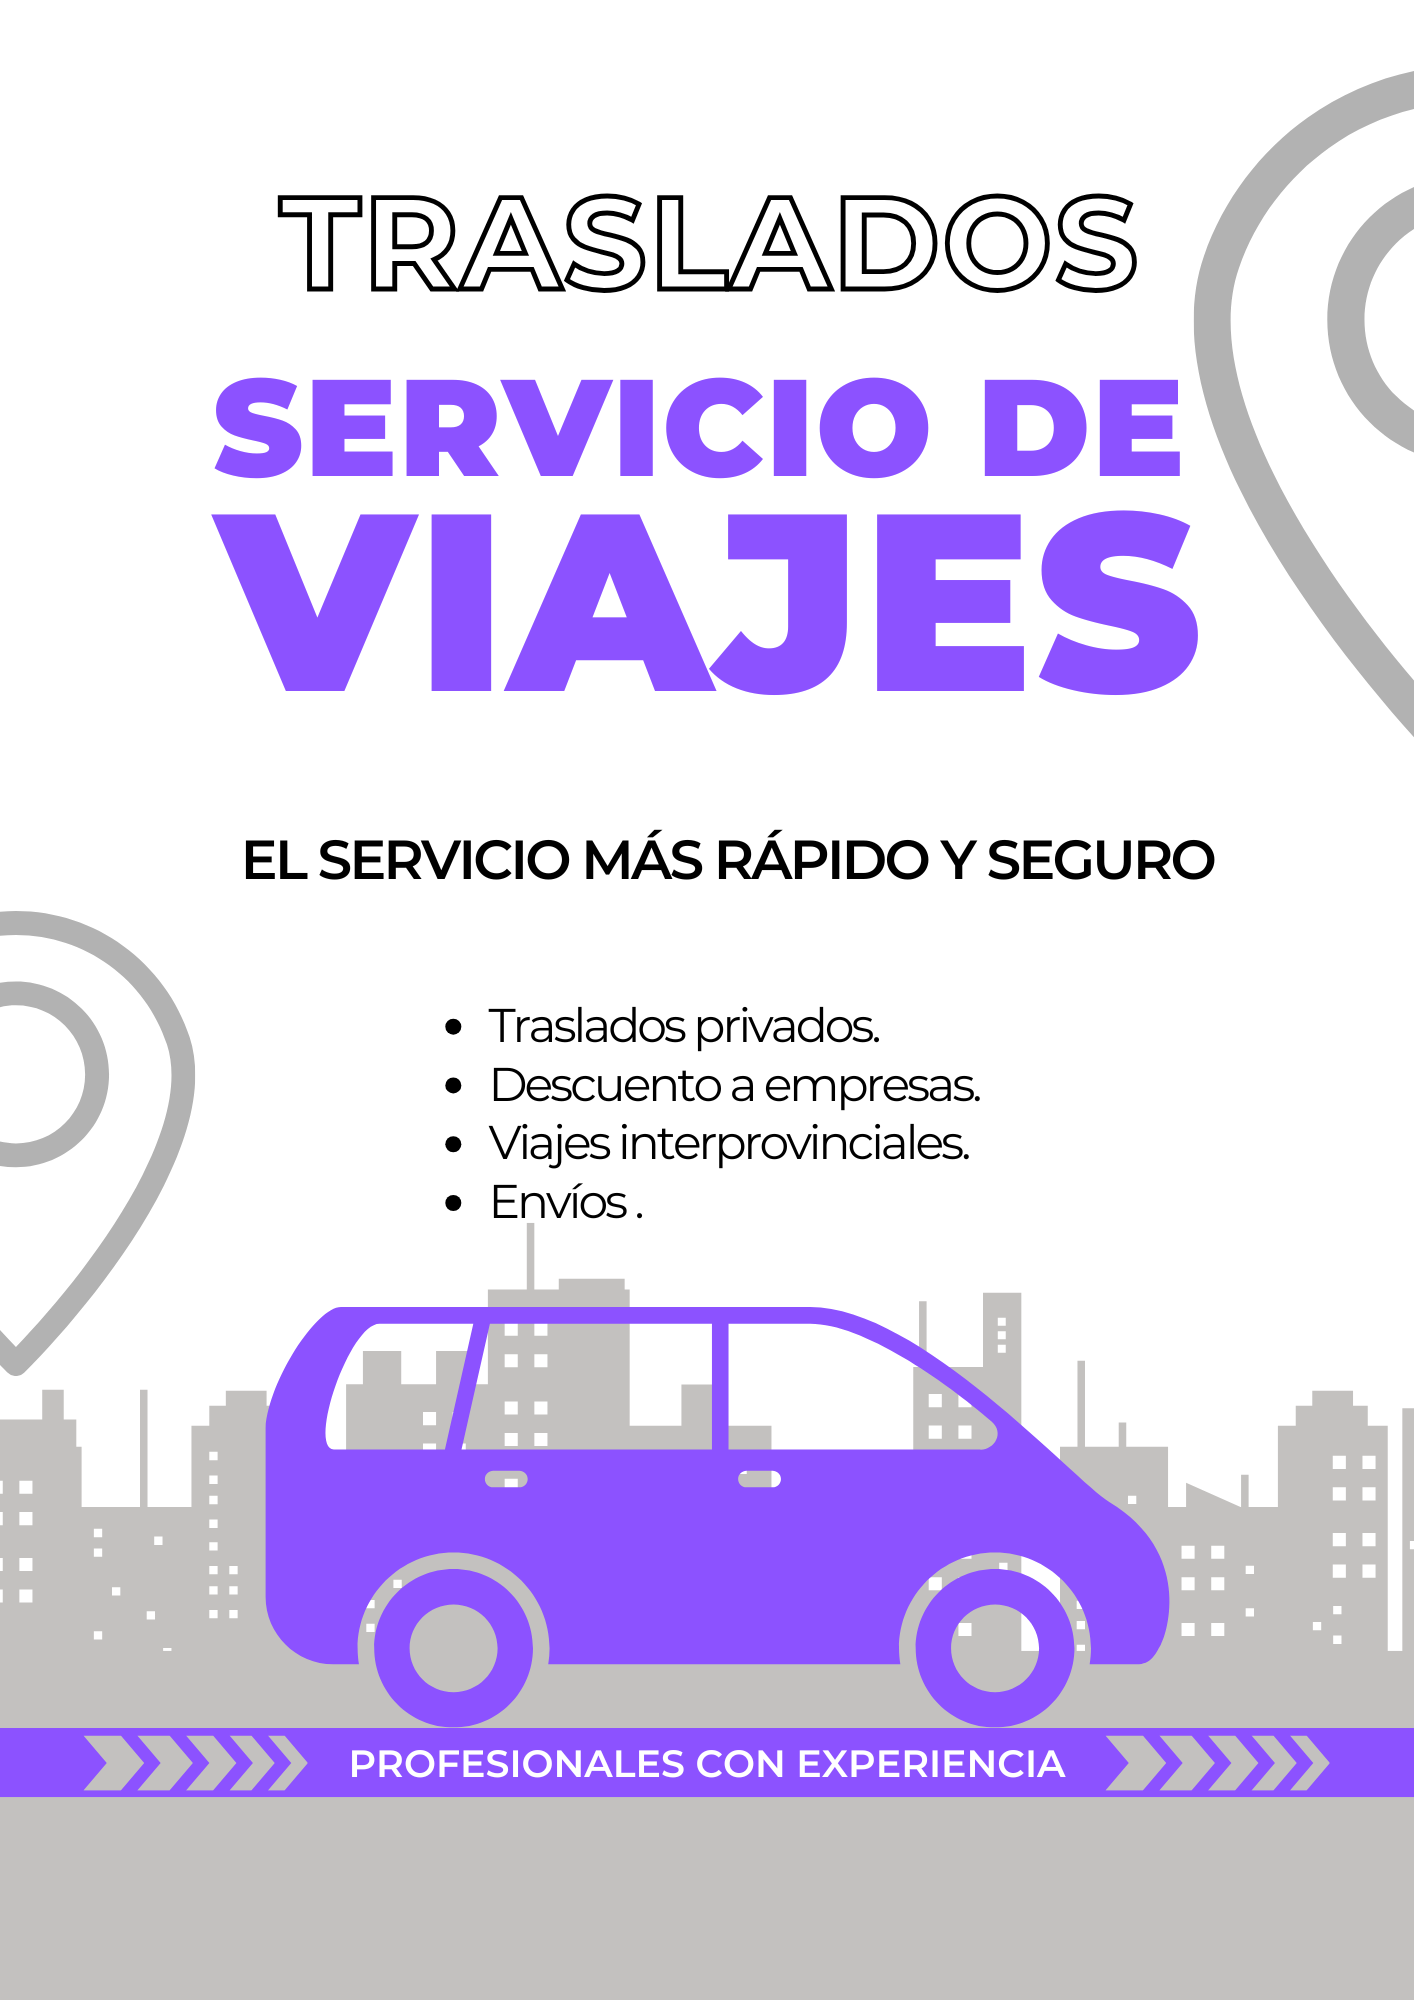 TRASLADOS
SERVICIO DE
VIAJES
EL SERVICIO MÁS RÁPIDO Y SEGURO
• Traslados privados.
• Descuento a empresas.
• Viajes interprovinciales.
• Envíos .
PROFESIONALES CON EXPERIENCIA